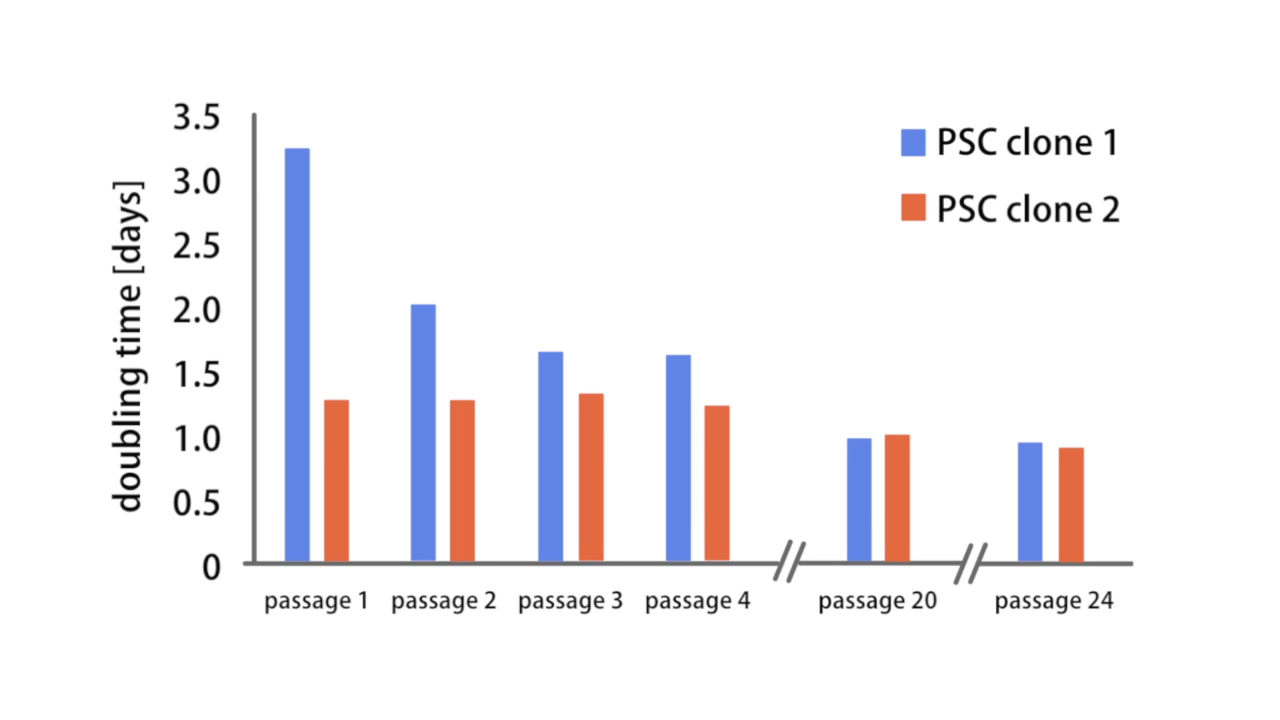 3.5
3.0
2.5
2.0
1.5
1.0
0.5
0
doubling time [days]
PSC clone 1
PSC clone 2
passage 1 passage 2 passage 3 passage 4 passage 20 passage 24